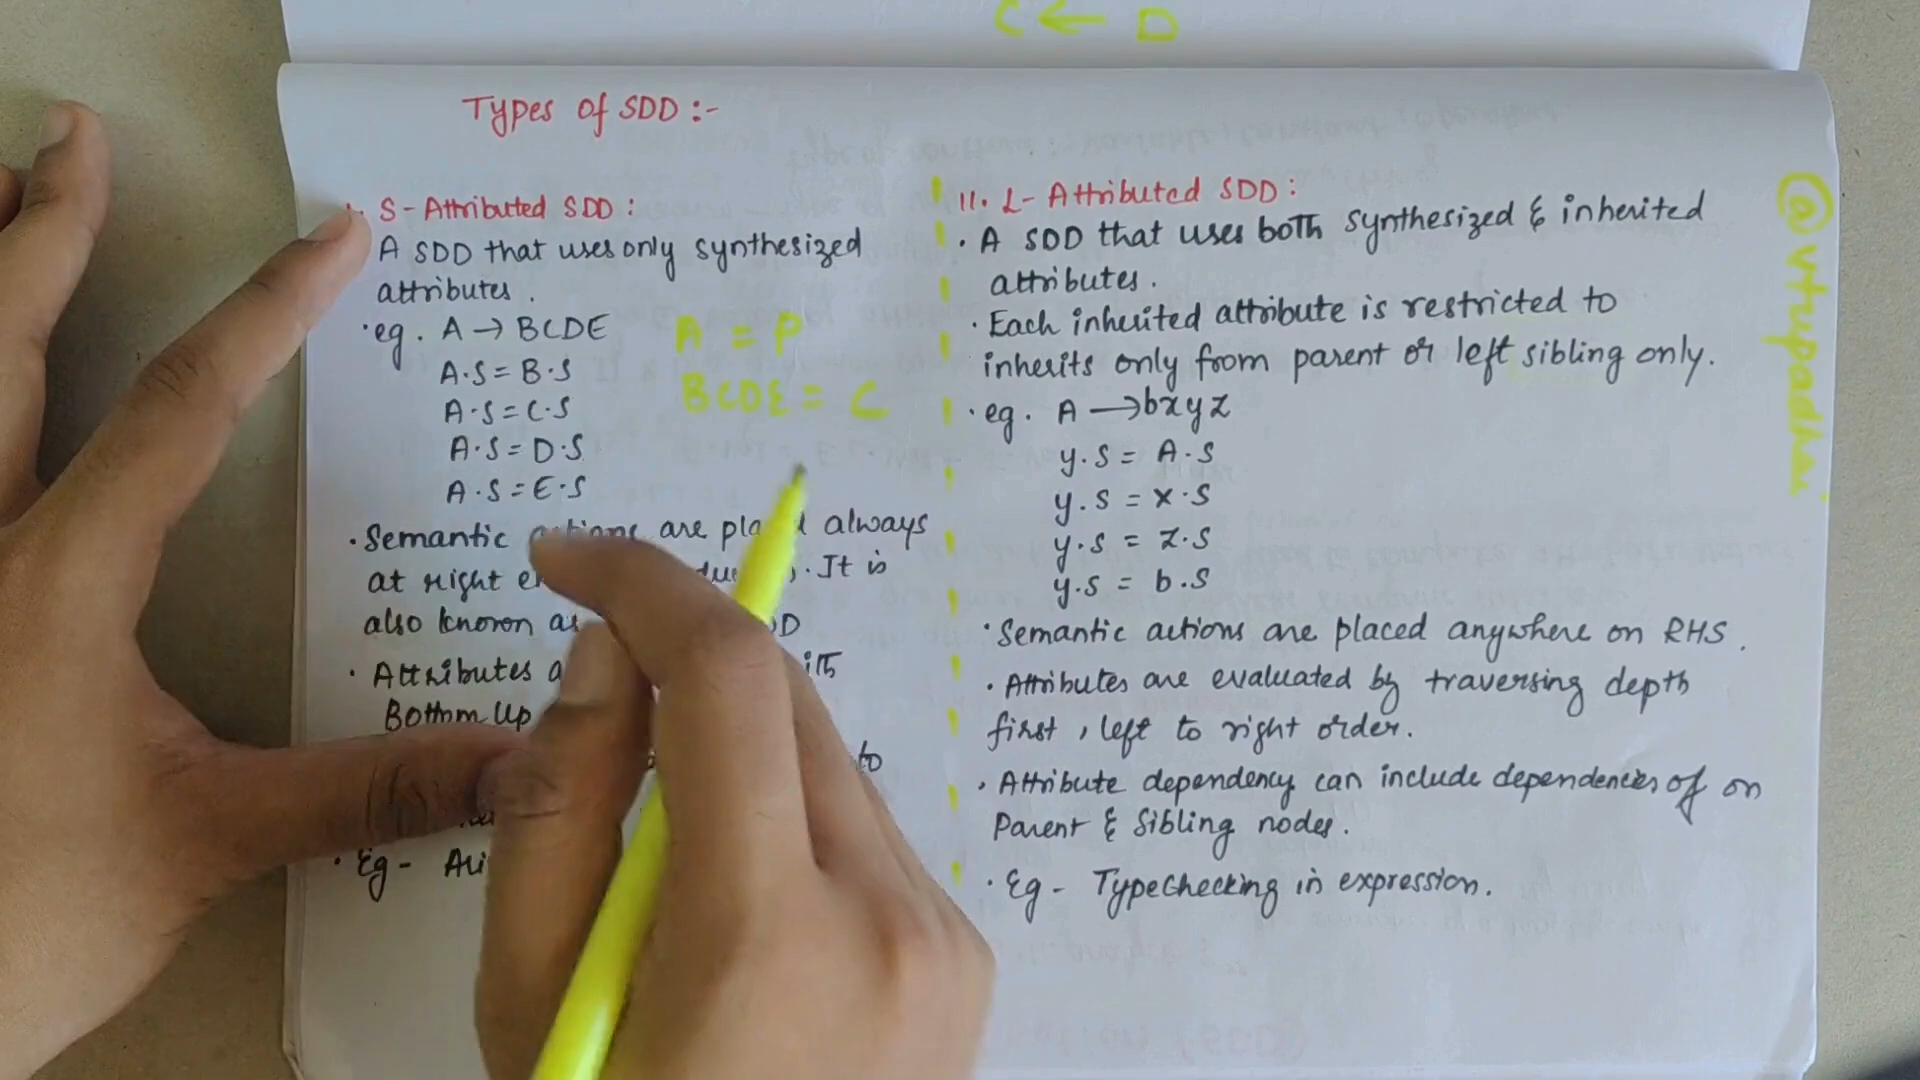 C ← D
Types of SDD :-
S-Attributed SDD :
A SDD that uses only synthesized
attributes.
· eg. A → BCDE
A·S = B·S
A·S = C·S
A·S = D·S
A·S = E·S
A = P
BCDE = C
· Semantic are always
at right . It is
also known as
· Attributes
Bottom Up
to
· Eg -
11. L-Attributed SDD :
· A SDD that uses both synthesized & inherited
attributes.
· Each inherited attribute is restricted to
inherits only from parent or left sibling only.
· eg. A → bxyz
y.S = A·S
y.S = x·S
y.S = z·S
y.S = b.S
· Semantic actions are placed anywhere on RHS.
· Attributes are evaluated by traversing depth
first, left to right order.
· Attribute dependency can include dependencies of on
Parent & Sibling nodes.
· Eg - TypeChecking in expression.
@vtupadhai